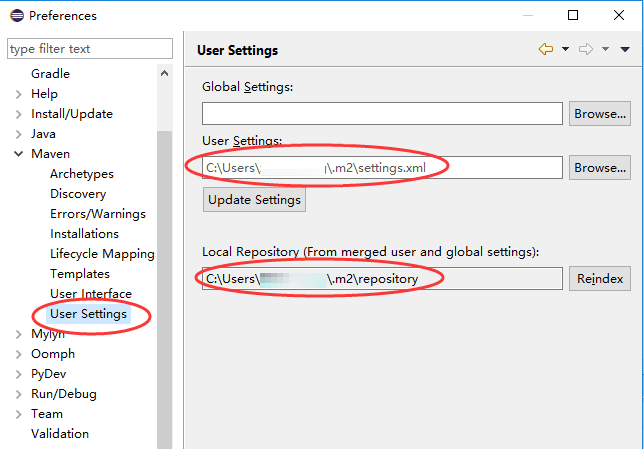 Preferences
type filter text
Gradle
Help
Install/Update
Java
Maven
Archetypes
Discovery
Errors/Warnings
Installations
Lifecycle Mapping
Templates
User Interface
User Settings
Mylyn
Oomph
PyDev
Run/Debug
Team
Validation
User Settings
Global Settings:
Browse...
User Settings:
C:\Users\ \.m2\settings.xml
Browse...
Update Settings
Local Repository (From merged user and global settings):
C:\Users\ \.m2\repository
Reindex